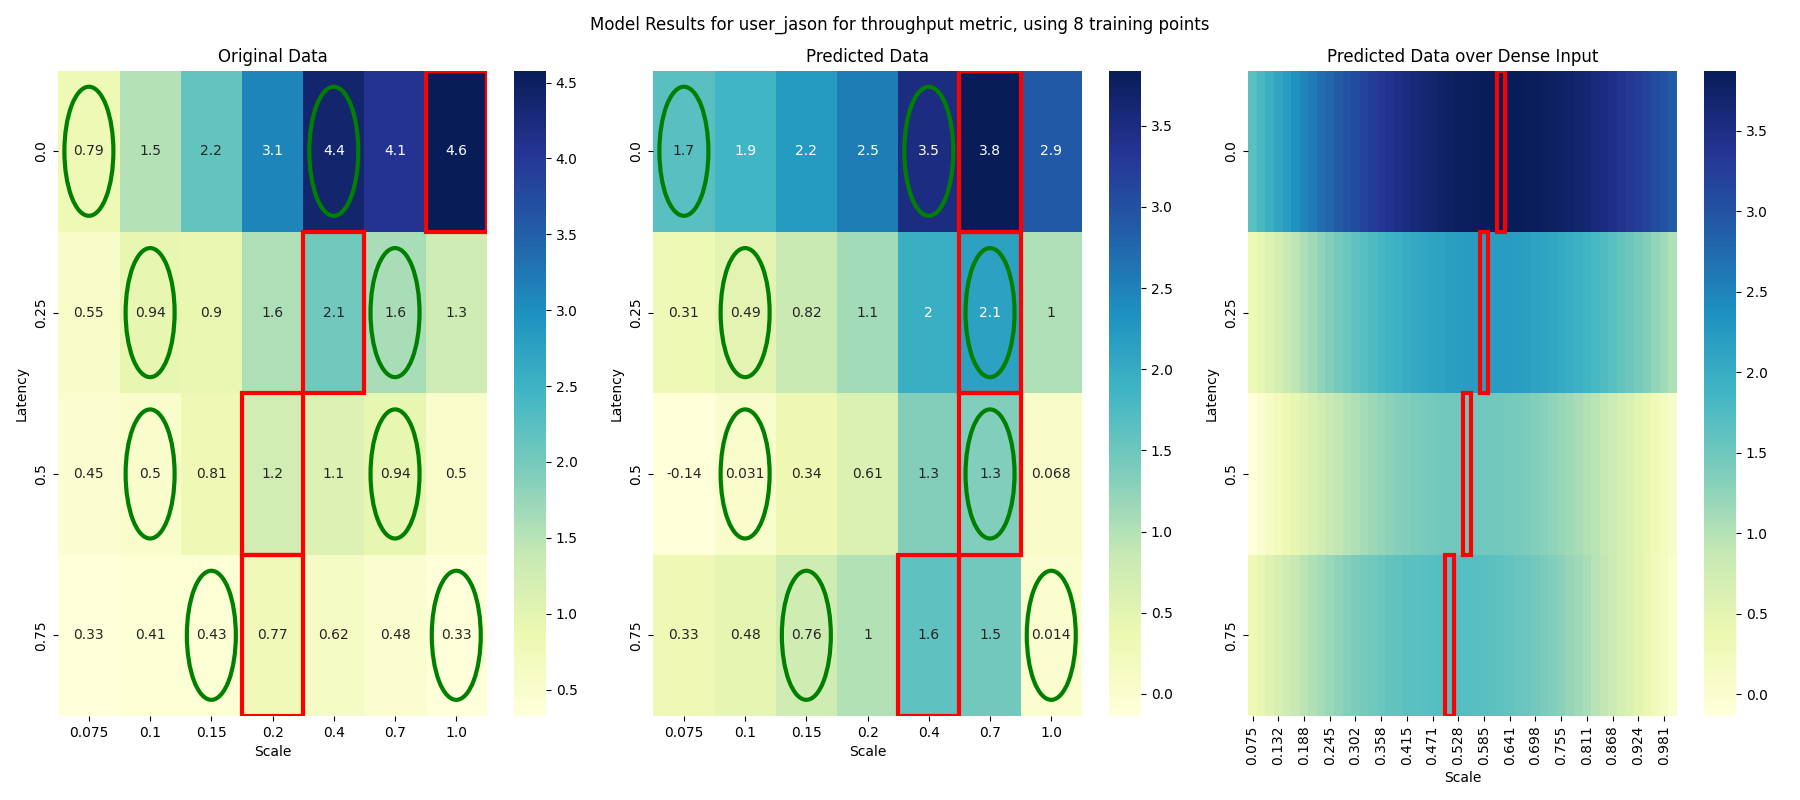 Model Results for user_jason for throughput metric, using 8 training points
Original Data
Latency
0.0
0.25
0.5
0.75
0.79 1.5 2.2 3.1 4.4 4.1 4.6
0.55 0.94 0.9 1.6 2.1 1.6 1.3
0.45 0.5 0.81 1.2 1.1 0.94 0.5
0.33 0.41 0.43 0.77 0.62 0.48 0.33
0.075 0.1 0.15 0.2 0.4 0.7 1.0
Scale
4.5
4.0
3.5
3.0
2.5
2.0
1.5
1.0
0.5
Predicted Data
Latency
0.0
0.25
0.5
0.75
1.7 1.9 2.2 2.5 3.5 3.8 2.9
0.31 0.49 0.82 1.1 2 2.1 1
-0.14 0.031 0.34 0.61 1.3 1.3 0.068
0.33 0.48 0.76 1 1.6 1.5 0.014
0.075 0.1 0.15 0.2 0.4 0.7 1.0
Scale
3.5
3.0
2.5
2.0
1.5
1.0
0.5
0.0
Predicted Data over Dense Input
Latency
0.0
0.25
0.5
0.75
0.075 0.132 0.188 0.245 0.302 0.358 0.415 0.471 0.528 0.585 0.641 0.698 0.755 0.811 0.868 0.924 0.981
Scale
3.5
3.0
2.5
2.0
1.5
1.0
0.5
0.0